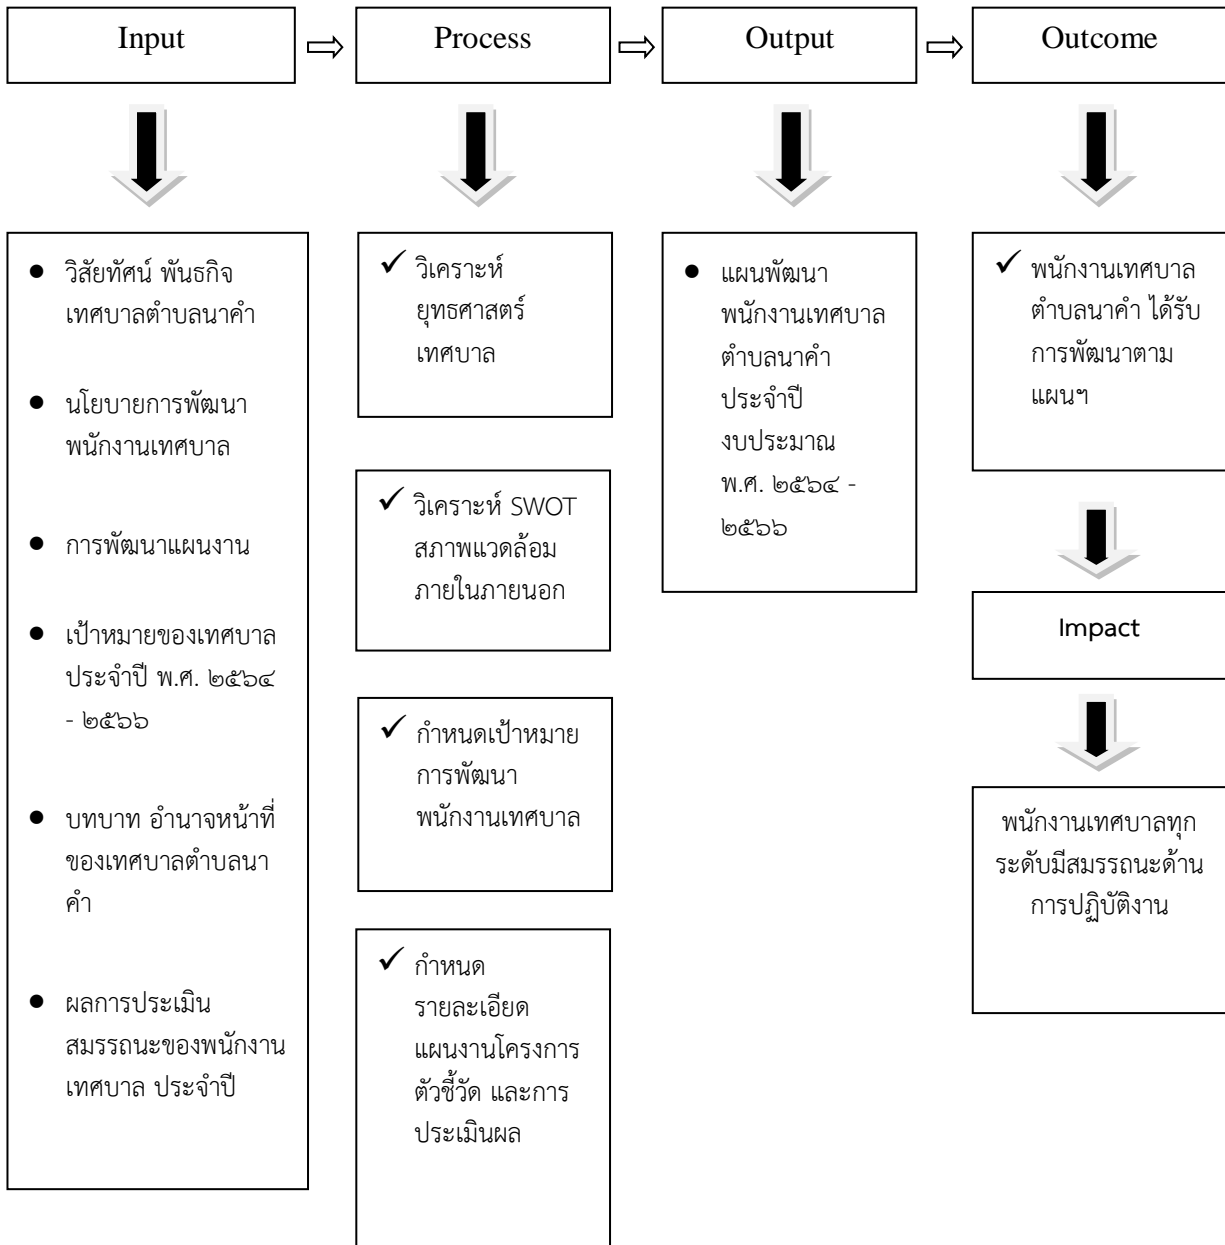 Input
Process
Output
Outcome
วิสัยทัศน์ พันธกิจ
เทศบาลตำบลนาคำ
นโยบายการพัฒนา
พนักงานเทศบาล
การพัฒนาแผนงาน
เป้าหมายของเทศบาล
ประจำปี พ.ศ. ๒๕๖๔
- ๒๕๖๖
บทบาท อำนาจหน้าที่
ของเทศบาลตำบลนา
คำ
ผลการประเมิน
สมรรถนะของพนักงาน
เทศบาล ประจำปี
วิเคราะห์
ยุทธศาสตร์
เทศบาล
วิเคราะห์ SWOT
สภาพแวดล้อม
ภายในภายนอก
กำหนดเป้าหมาย
การพัฒนา
พนักงานเทศบาล
กำหนด
รายละเอียด
แผนงานโครงการ
ตัวชี้วัด และการ
ประเมินผล
แผนพัฒนา
พนักงานเทศบาล
ตำบลนาคำ
ประจำปี
งบประมาณ
พ.ศ. ๒๕๖๔ -
๒๕๖๖
พนักงานเทศบาล
ตำบลนาคำ ได้รับ
การพัฒนาตาม
แผนฯ
Impact
พนักงานเทศบาลทุก
ระดับมีสมรรถนะด้าน
การปฏิบัติงาน